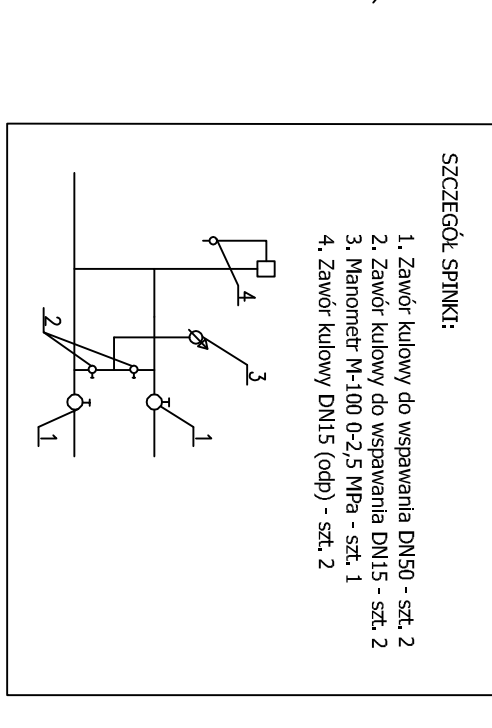 SZCZEGÓŁ SPINKI:
1. Zawór kulowy do wspawania DN50 - szt. 2
2. Zawór kulowy do wspawania DN15 - szt. 2
3. Manometr M-100 0-2,5 MPa - szt. 1
4. Zawór kulowy DN15 (odp) - szt. 2
4
3
2
1
1